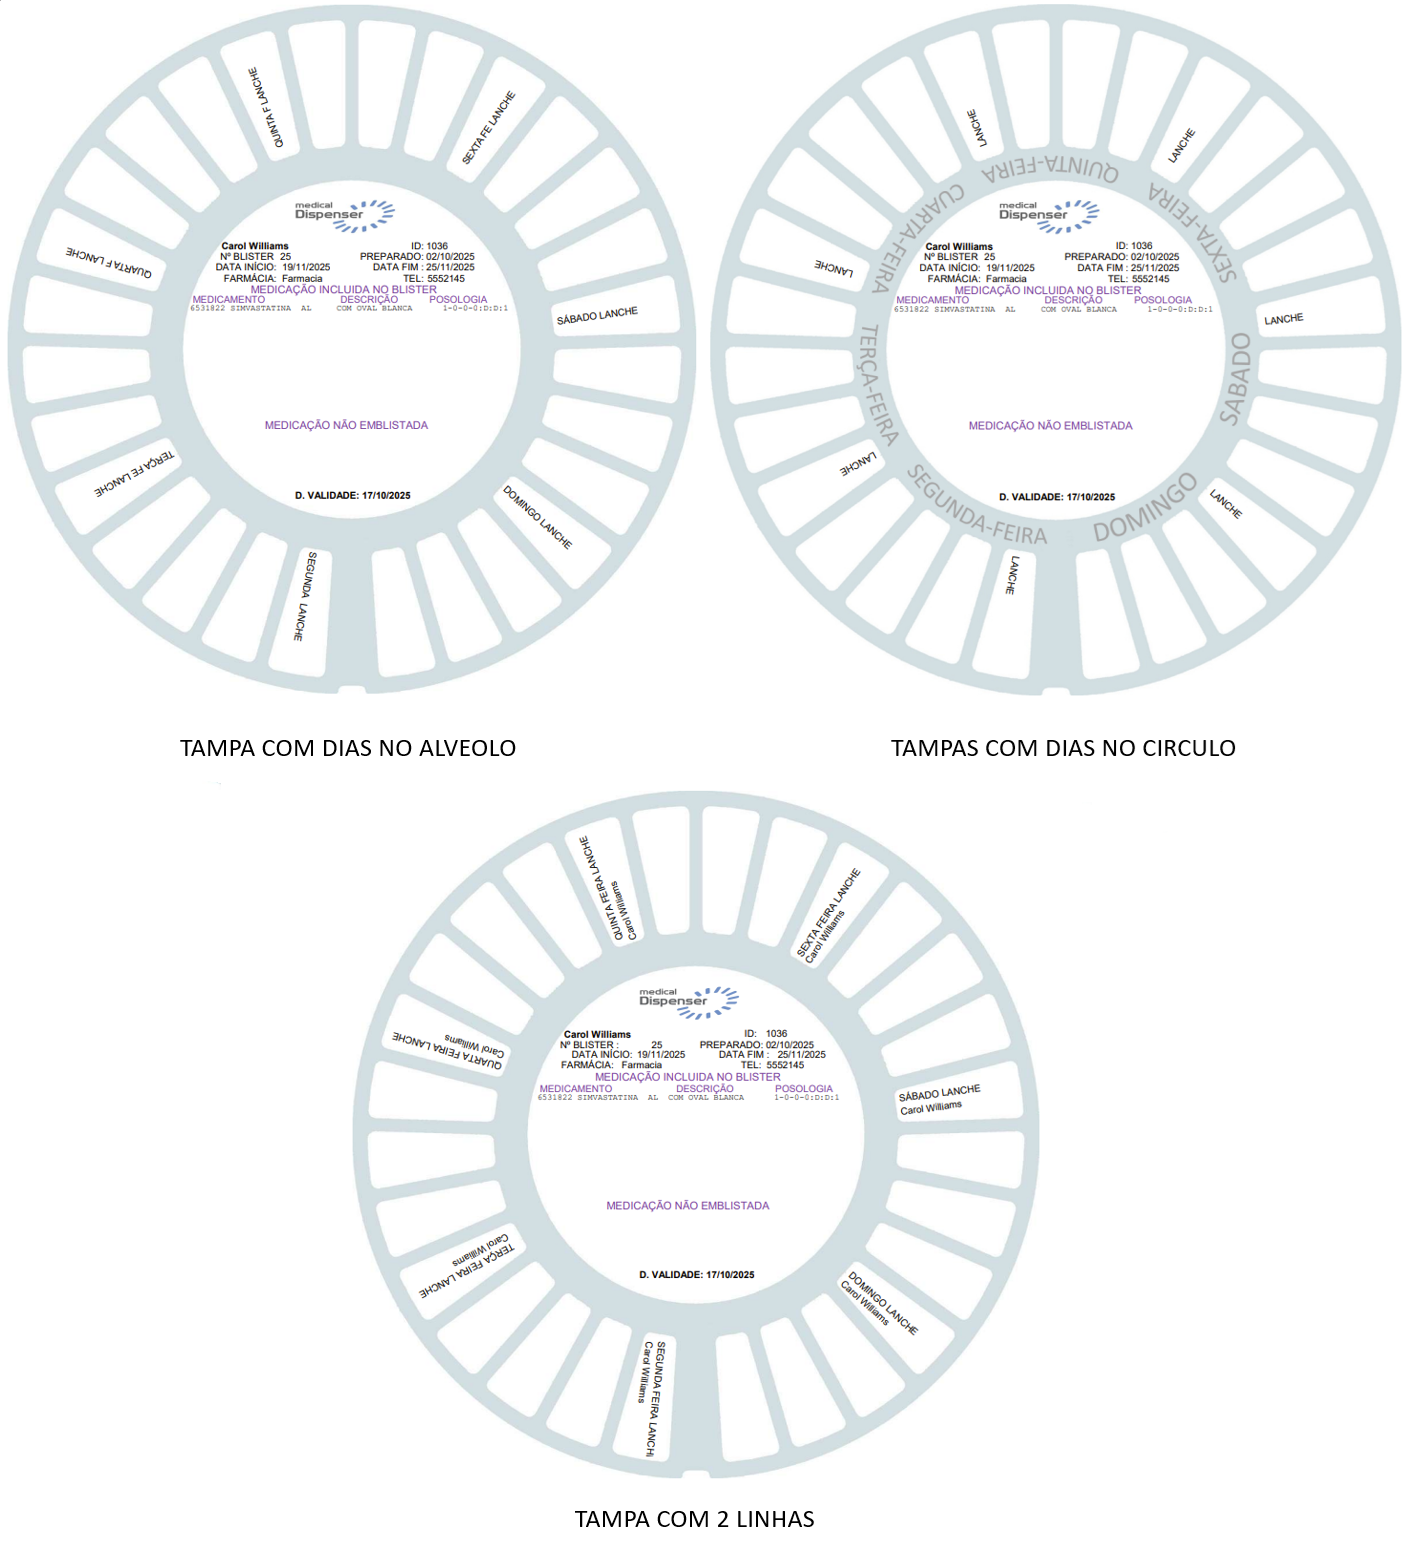 QUINTA F LANCHE
SEXTA FE LANCHE
QUARTA F LANCHE
SÁBADO LANCHE
TERÇA FE LANCHE
DOMINGO LANCHE
SEGUNDA LANCHE
medical
Dispenser
Carol Williams ID: 1036
Nº BLISTER 25 PREPARADO: 02/10/2025
DATA INÍCIO: 19/11/2025 DATA FIM : 25/11/2025
FARMÁCIA: Farmacia TEL: 5552145
MEDICAÇÃO INCLUIDA NO BLISTER
MEDICAMENTO DESCRIÇÃO POSOLOGIA
6531822 SIMVASTATINA AL COM OVAL BLANCA 1-0-0-0:D:D:1
MEDICAÇÃO NÃO EMBLISTADA
D. VALIDADE: 17/10/2025
TAMPA COM DIAS NO ALVEOLO
LANCHE
LANCHE
LANCHE
LANCHE
LANCHE
LANCHE
LANCHE
SEGUNDA-FEIRA
TERÇA-FEIRA
CUARTA-FEIRA
QUINTA-FEIRA
SEXTA-FEIRA
SABADO
DOMINGO
medical
Dispenser
Carol Williams ID: 1036
Nº BLISTER 25 PREPARADO: 02/10/2025
DATA INÍCIO: 19/11/2025 DATA FIM : 25/11/2025
FARMÁCIA: Farmacia TEL: 5552145
MEDICAÇÃO INCLUIDA NO BLISTER
MEDICAMENTO DESCRIÇÃO POSOLOGIA
6531822 SIMVASTATINA AL COM OVAL BLANCA 1-0-0-0:D:D:1
MEDICAÇÃO NÃO EMBLISTADA
D. VALIDADE: 17/10/2025
TAMPAS COM DIAS NO CIRCULO
QUINTA FEIRA LANCHE
Carol Williams
SEXTA FEIRA LANCHE
Carol Williams
QUARTA FEIRA LANCHE
Carol Williams
SÁBADO LANCHE
Carol Williams
TERÇA FEIRA LANCHE
Carol Williams
DOMINGO LANCHE
Carol Williams
SEGUNDA FEIRA LANCH
Carol Williams
medical
Dispenser
Carol Williams ID: 1036
Nº BLISTER : 25 PREPARADO: 02/10/2025
DATA INÍCIO: 19/11/2025 DATA FIM : 25/11/2025
FARMÁCIA: Farmacia TEL: 5552145
MEDICAÇÃO INCLUIDA NO BLISTER
MEDICAMENTO DESCRIÇÃO POSOLOGIA
6531822 SIMVASTATINA AL COM OVAL BLANCA 1-0-0-0:D:D:1
MEDICAÇÃO NÃO EMBLISTADA
D. VALIDADE: 17/10/2025
TAMPA COM 2 LINHAS